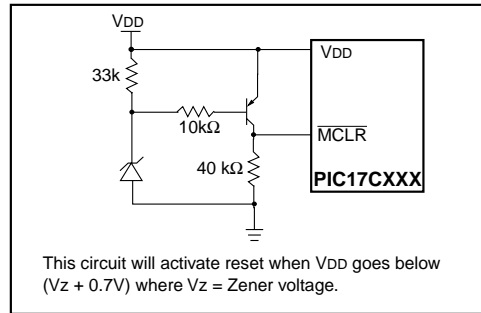 VDD
VDD
33k
10kΩ
MCLR
40 kΩ
PIC17CXXX
This circuit will activate reset when VDD goes below
(Vz + 0.7V) where Vz = Zener voltage.